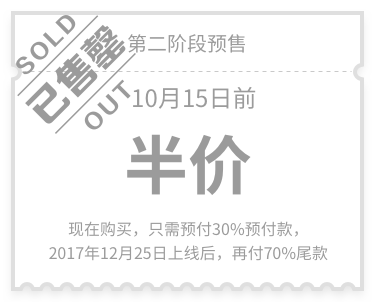 SOLD
已售罄
OUT
第二阶段预售
10月15日前
半价
现在购买，只需预付30%预付款，
2017年12月25日上线后，再付70%尾款